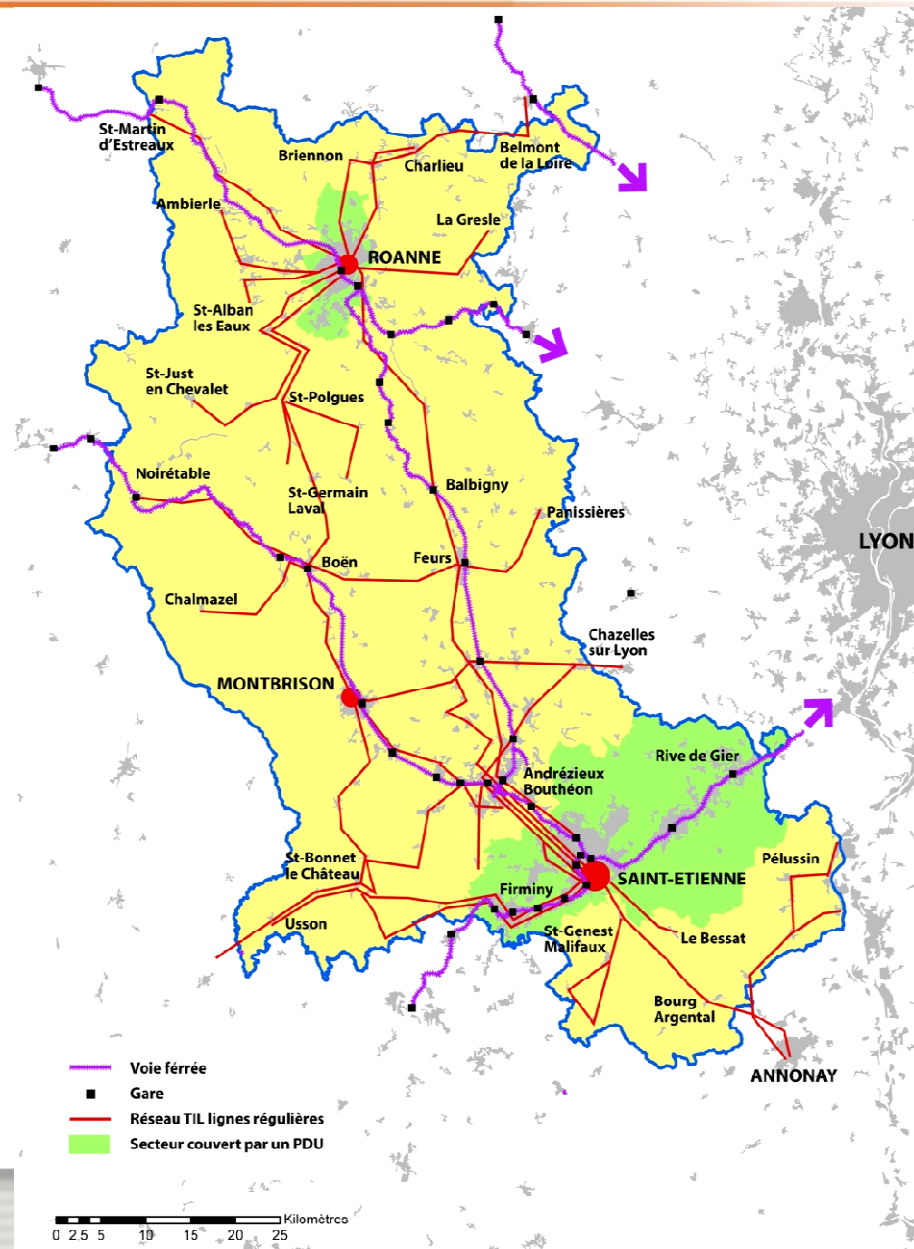 St-Martin
d'Estreaux
Briennon
Charlieu
Belmont
de la Loire
Ambierle
La Gresle
ROANNE
St-Alban
les Eaux
St-Just
en Chevalet
St-Polgues
Noirétable
St-Germain
Laval
Balbigny
Panissières
LYON
Boën
Feurs
Chalmazel
Chazelles
sur Lyon
MONTBRISON
Rive de Gier
Andrézieux
Bouthéon
St-Bonnet
le Château
Pélussin
SAINT-ETIENNE
Firminy
Usson
St-Genest
Malifaux
Le Bessat
Bourg
Argental
ANNONAY
Voie férrée
Gare
Réseau TIL lignes régulières
Secteur couvert par un PDU
Kilomètres
0 2.5 5 10 15 20 25